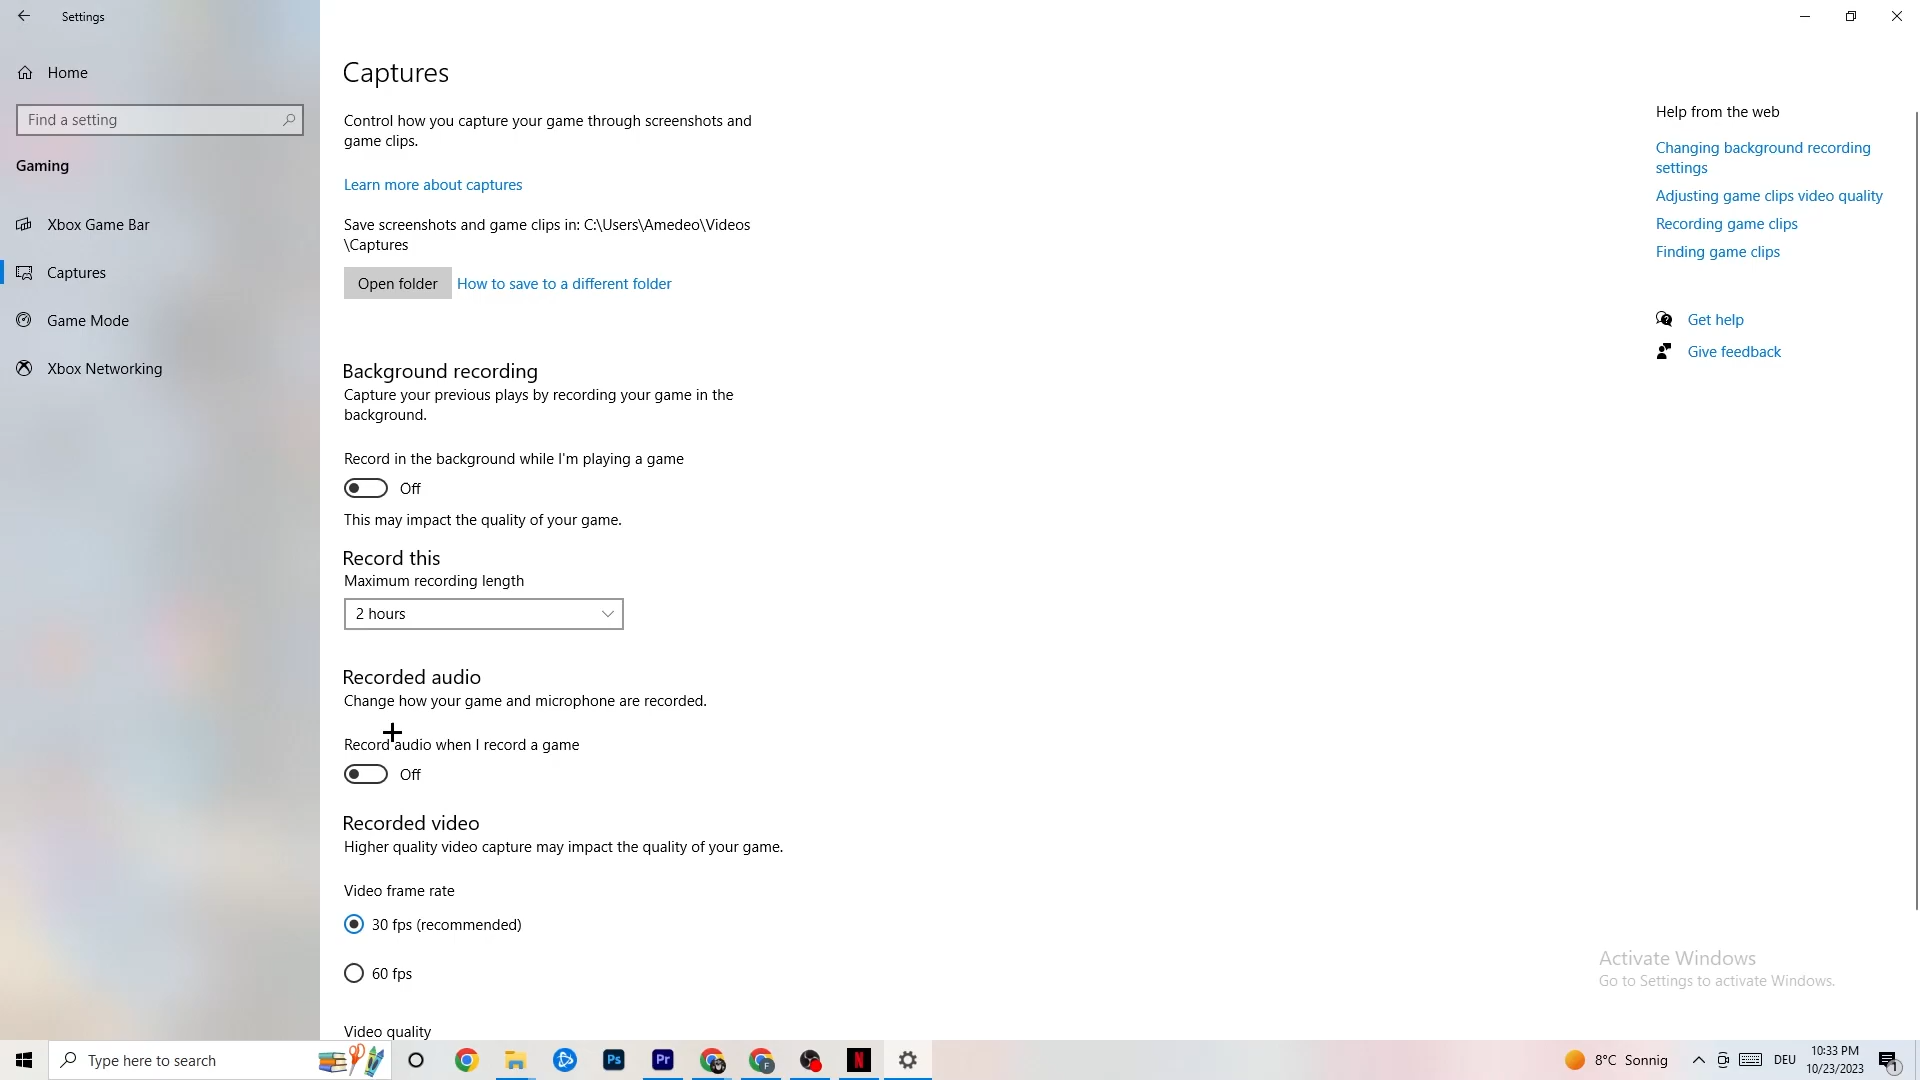 Settings
Home
Find a setting
Gaming
Xbox Game Bar
Captures
Game Mode
Xbox Networking
Captures
Control how you capture your game through screenshots and
game clips.
Learn more about captures
Save screenshots and game clips in: C:\Users\Amedeo\Videos
\Captures
Open folder
How to save to a different folder
Background recording
Capture your previous plays by recording your game in the
background.
Record in the background while I'm playing a game
Off
This may impact the quality of your game.
Record this
Maximum recording length
2 hours
Recorded audio
Change how your game and microphone are recorded.
Record audio when I record a game
Off
Recorded video
Higher quality video capture may impact the quality of your game.
Video frame rate
30 fps (recommended)
60 fps
Video quality
Help from the web
Changing background recording
settings
Adjusting game clips video quality
Recording game clips
Finding game clips
Get help
Give feedback
Activate Windows
Go to Settings to activate Windows.
Type here to search
Ps
Pr
F
N
8°C Sonnig
DEU
10:33 PM
10/23/2023
1